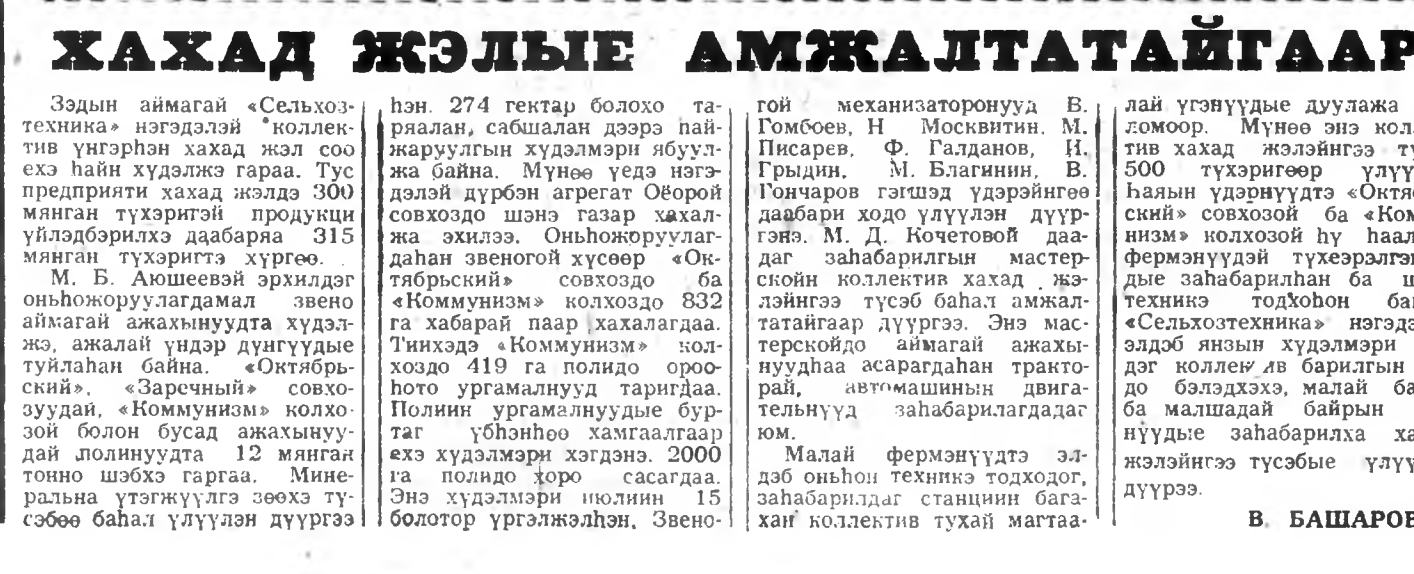 ХАХАД ЖЭЛЫЕ АМЖАЛТАТАЙГААР
Зэдын аймагай «Сельхоз-
техника» нэгэдэлэй коллек-
тив үнгэрһэн хахад жэл соо
ехэ һайн хүдэлжэ гараа. Тус
предприяти хахад жэлдэ 300
мянган түхэригэй продукци
үйлэдбэрилхэ даабаряа 315
мянган түхэригтэ хүргөө.
М. Б. Аюшеевэй эрхилдэг
оньһожоруулагдамал звено
аймагай ажахынуудта хүдэл-
жэ, ажалай үндэр дүнгүүдые
туйлаһан байна. «Октябрь-
ский», «Заречный» совхо-
зуудай, «Коммунизм» колхо-
зой болон бусад ажахынуу-
дай полинуудта 12 мянган
тонно шэбхэ гаргаа. Мине-
ральна үтэгжүүлгэ зөөхэ тү-
сэбөө баһал үлүүлэн дүүргээ
һэн. 274 гектар болохо та-
ряалан, сабшалан дээрэ һай-
жаруулгын хүдэлмэри ябуул-
жа байна. Мүнөө үедэ нэгэ-
дэлэй дүрбэн агрегат Оёорой
совхоздо шэнэ газар хахал-
жа эхилээ. Оньһожоруулаг-
даһан звеногой хүсөөр «Ок-
тябрьский» совхоздо ба
«Коммунизм» колхоздо 832
га хабарай паар хахалагдаа.
Тиихэдэ «Коммунизм» кол-
хоздо 419 га полидо ороо-
һото ургамалнууд таригдаа.
Полиин ургамалнуудые бур-
таг үбһэнһөө хамгаалгаар
ехэ хүдэлмэри хэгдэнэ. 2000
га полидо хоро сасагдаа.
Энэ хүдэлмэри июлиин 15
болотор үргэлжэлһэн. Звено-
гой механизаторонууд В.
Гомбоев, Н Москвитин. М.
Писарев, Ф. Галданов, И.
Грыдин, М. Благинин, В.
Гончаров гэгшэд үдэрэйнгөө
даабари ходо үлүүлэн дүүр-
гэнэ. М. Д. Кочетовой даа-
даг заһабарилгын мастер-
скойн коллектив хахад жэ-
лэйнгээ түсэб баһал амжал-
татайгаар дүүргээ. Энэ мас-
терскойдо аймагай ажахы-
нуудһаа асарагдаһан тракто-
рай, автомашинын двига-
тельнүүд заһабарилагдадаг
юм.
Малай фермэнүүдтэ эл-
дэб оньһон техникэ тодходог,
заһабарилдаг станциин бага-
хан коллектив тухай магтаа-
лай үгэнүүдые дуулажа
ломоор. Мүнөө энэ кол
тив хахад жэлэйнгээ тү
500 түхэригөөр үлүү
Һаяын үдэрнүүдтэ «Октя
ский» совхозой ба «Ком
низм» колхозой һү һаал
фермэнүүдэй түхеэрэлгэ
дые заһабарилһан ба ш
техникэ тодхоһон ба
«Сельхозтехника» нэгэдэ
элдэб янзын хүдэлмэри
дэг барилгын
до бэлэдхэхэ, малай ба
ба малшадай байрын
нүүдые заһабарилха ха
жэлэйнгээ түсэбые үлүү
дүүрээ.
В. БАШАРОВ